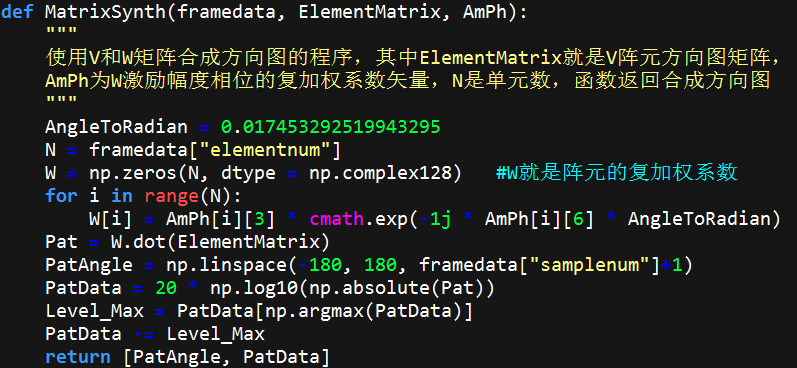 def MatrixSynth(framedata, ElementMatrix, AmPh):
    """
    使用V和W矩阵合成方向图的程序，其中ElementMatrix就是V阵元方向图矩阵，
    AmPh为W激励幅度相位的复加权系数矢量，N是单元数，函数返回合成方向图
    """
    AngleToRadian = 0.017453292519943295
    N = framedata["elementnum"]
    W = np.zeros(N, dtype = np.complex128)   #W就是阵元的复加权系数
    for i in range(N):
        W[i] = AmPh[i][3] * cmath.exp(-1j * AmPh[i][6] * AngleToRadian)
    Pat = W.dot(ElementMatrix)
    PatAngle = np.linspace(-180, 180, framedata["samplenum"]+1)
    PatData = 20 * np.log10(np.absolute(Pat))
    Level_Max = PatData[np.argmax(PatData)]
    PatData -= Level_Max
    return [PatAngle, PatData]